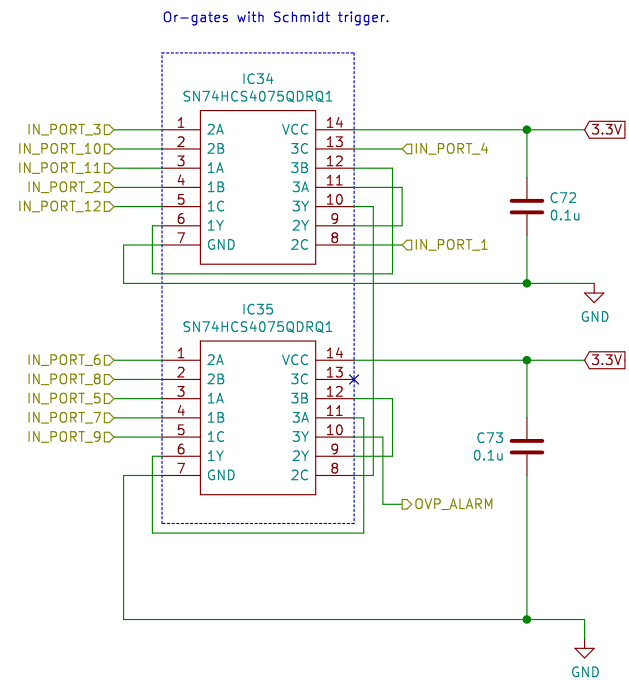 Or-gates with Schmidt trigger.
IC34
SN74HCS4075QDRQ1
IN_PORT_3 1 2A VCC 14 3.3V
IN_PORT_10 2 2B 3C 13 IN_PORT_4
IN_PORT_11 3 1A 3B 12
IN_PORT_2 4 1B 3A 11
C72
IN_PORT_12 5 1C 3Y 10
0.1u
6 1Y 2Y 9
7 GND 2C 8 IN_PORT_1
GND
IC35
SN74HCS4075QDRQ1
IN_PORT_6 1 2A VCC 14 3.3V
IN_PORT_8 2 2B 3C 13
IN_PORT_5 3 1A 3B 12
IN_PORT_7 4 1B 3A 11
IN_PORT_9 5 1C 3Y 10 C73
6 1Y 2Y 9 0.1u
7 GND 2C 8
OVP_ALARM
GND